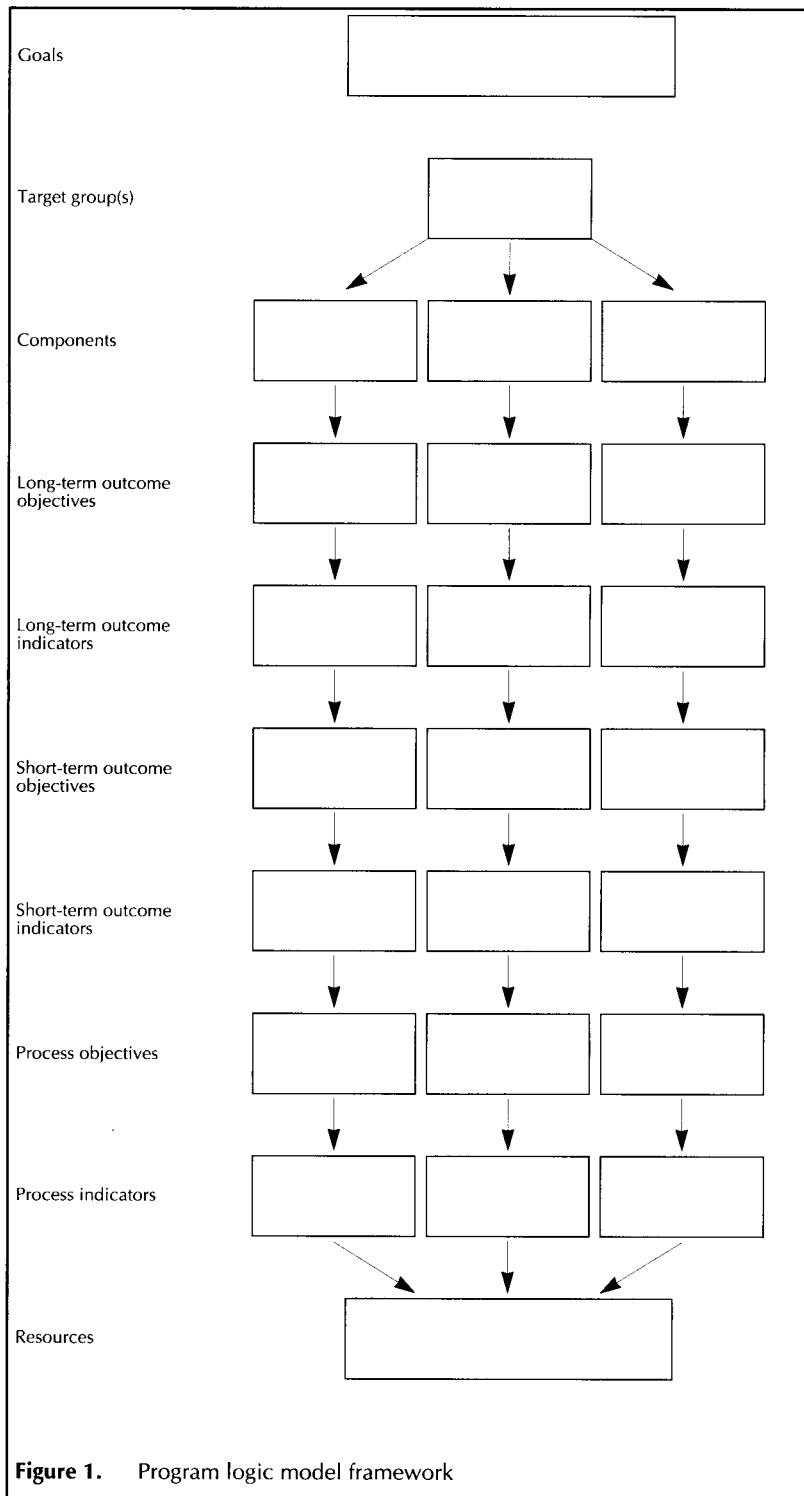 Goals
Target group(s)
Components
Long-term outcome
objectives
Long-term outcome
indicators
Short-term outcome
objectives
Short-term outcome
indicators
Process objectives
Process indicators
Resources
Figure 1. Program logic model framework